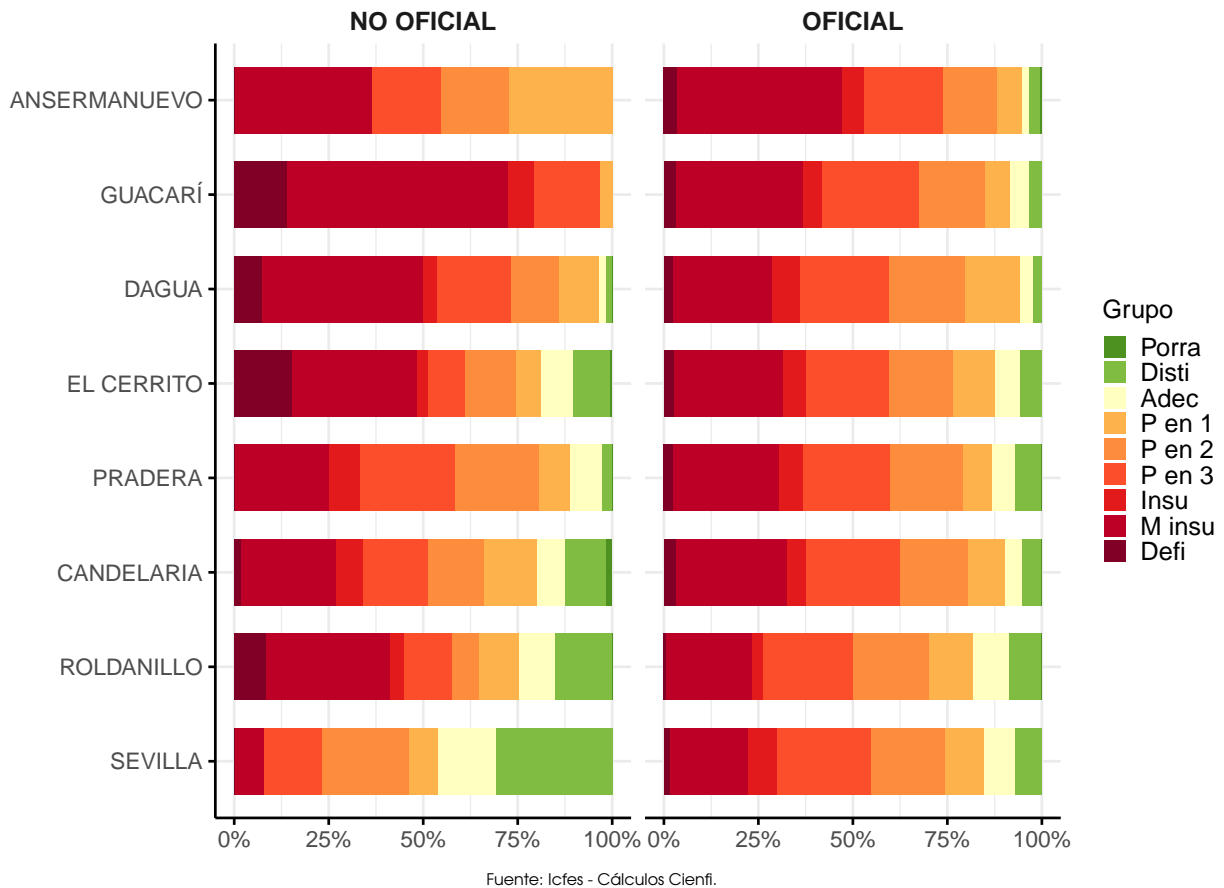 NO OFICIAL
OFICIAL
ANSERMANUEVO
GUACARÍ
DAGUA
EL CERRITO
PRADERA
CANDELARIA
ROLDANILLO
SEVILLA
0% 25% 50% 75% 100%
0% 25% 50% 75% 100%
Grupo
Porra
Disti
Adec
P en 1
P en 2
P en 3
Insu
M insu
Defi
Fuente: Icfes - Cálculos Cienfi.